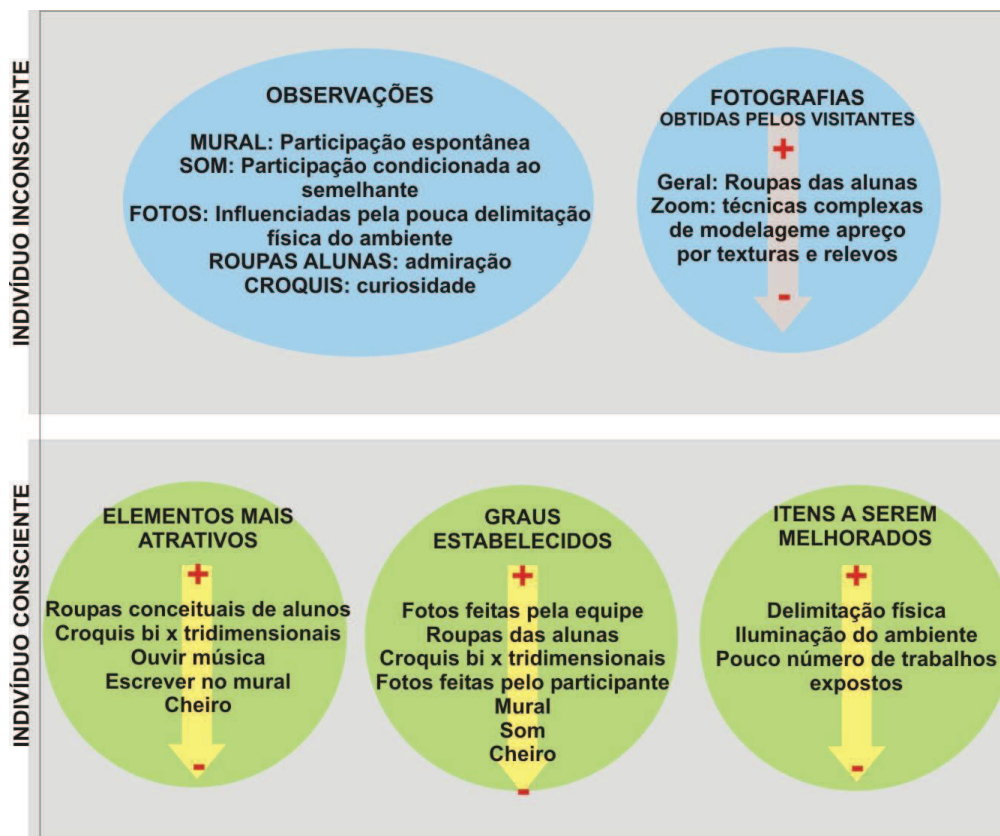 INDIVÍDUO INCONSCIENTE
OBSERVAÇÕES
MURAL: Participação espontânea
SOM: Participação condicionada ao
semelhante
FOTOS: Influenciadas pela pouca delimitação
física do ambiente
ROUPAS ALUNAS: admiração
CROQUIS: curiosidade
FOTOGRAFIAS
OBTIDAS PELOS VISITANTES
+
Geral: Roupas das alunas
Zoom: técnicas complexas
de modelageme apreço
por texturas e relevos
-
INDIVÍDUO CONSCIENTE
ELEMENTOS MAIS
ATRATIVOS
+
Roupas conceituais de alunos
Croquis bi x tridimensionais
Ouvir música
Escrever no mural
Cheiro
-
GRAUS
ESTABELECIDOS
+
Fotos feitas pela equipe
Roupas das alunas
Croquis bi x tridimensionais
Fotos feitas pelo participante
Mural
Som
Cheiro
-
ITENS A SEREM
MELHORADOS
+
Delimitação física
Iluminação do ambiente
Pouco número de trabalhos
expostos
-